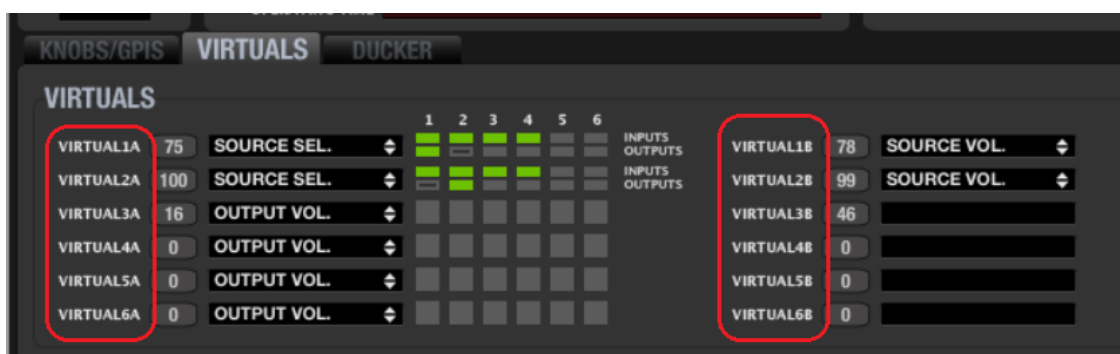 OPERATING TIME
KNOBS/GPIS VIRTUALS DUCKER
VIRTUALS
1 2 3 4 5 6
VIRTUAL1A 75 SOURCE SEL. INPUTS OUTPUTS VIRTUAL1B 78 SOURCE VOL.
VIRTUAL2A 100 SOURCE SEL. INPUTS OUTPUTS VIRTUAL2B 99 SOURCE VOL.
VIRTUAL3A 16 OUTPUT VOL. VIRTUAL3B 46
VIRTUAL4A 0 OUTPUT VOL. VIRTUAL4B 0
VIRTUAL5A 0 OUTPUT VOL. VIRTUAL5B 0
VIRTUAL6A 0 OUTPUT VOL. VIRTUAL6B 0